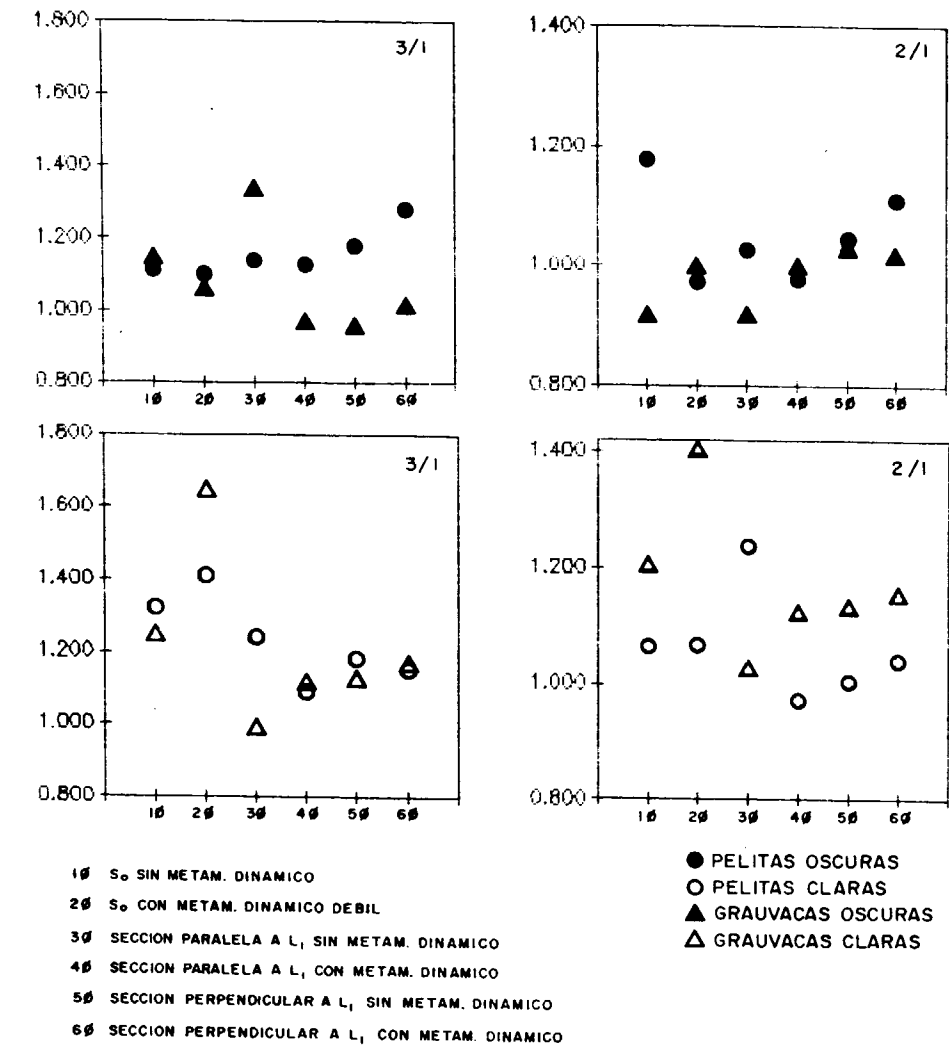 3/1
1.800
1.600
1.400
1.200
1.000
0.800
1ø 2ø 3ø 4ø 5ø 6ø
2/1
1.400
1.200
1.000
0.800
1ø 2ø 3ø 4ø 5ø 6ø
3/1
1.800
1.600
1.400
1.200
1.000
0.800
1ø 2ø 3ø 4ø 5ø 6ø
2/1
1.400
1.200
1.000
0.800
1ø 2ø 3ø 4ø 5ø 6ø
1ø S₀ SIN METAM. DINAMICO
2ø S₀ CON METAM. DINAMICO DEBIL
3ø SECCION PARALELA A L₁ SIN METAM. DINAMICO
4ø SECCION PARALELA A L₁ CON METAM. DINAMICO
5ø SECCION PERPENDICULAR A L₁ SIN METAM. DINAMICO
6ø SECCION PERPENDICULAR A L₁ CON METAM. DINAMICO
PELITAS OSCURAS
PELITAS CLARAS
GRAUVACAS OSCURAS
GRAUVACAS CLARAS